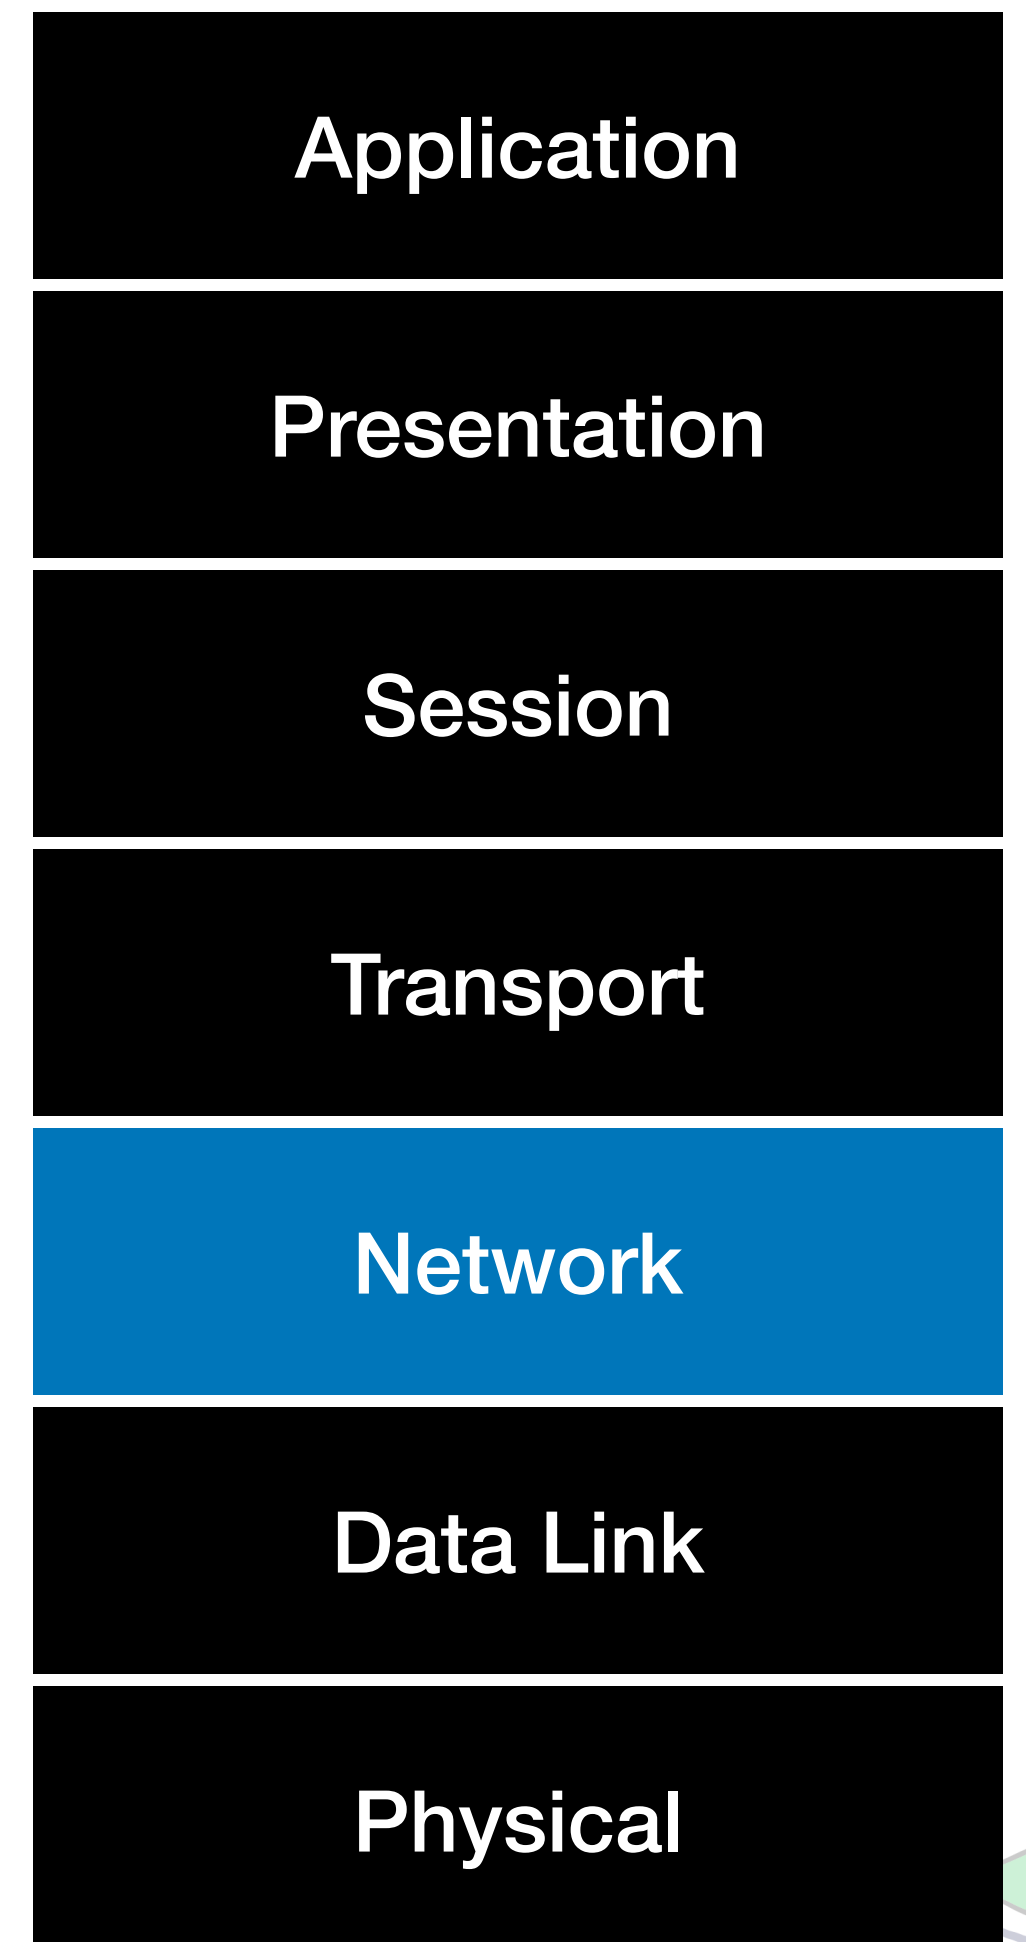 Application
Presentation
Session
Transport
Network
Data Link
Physical